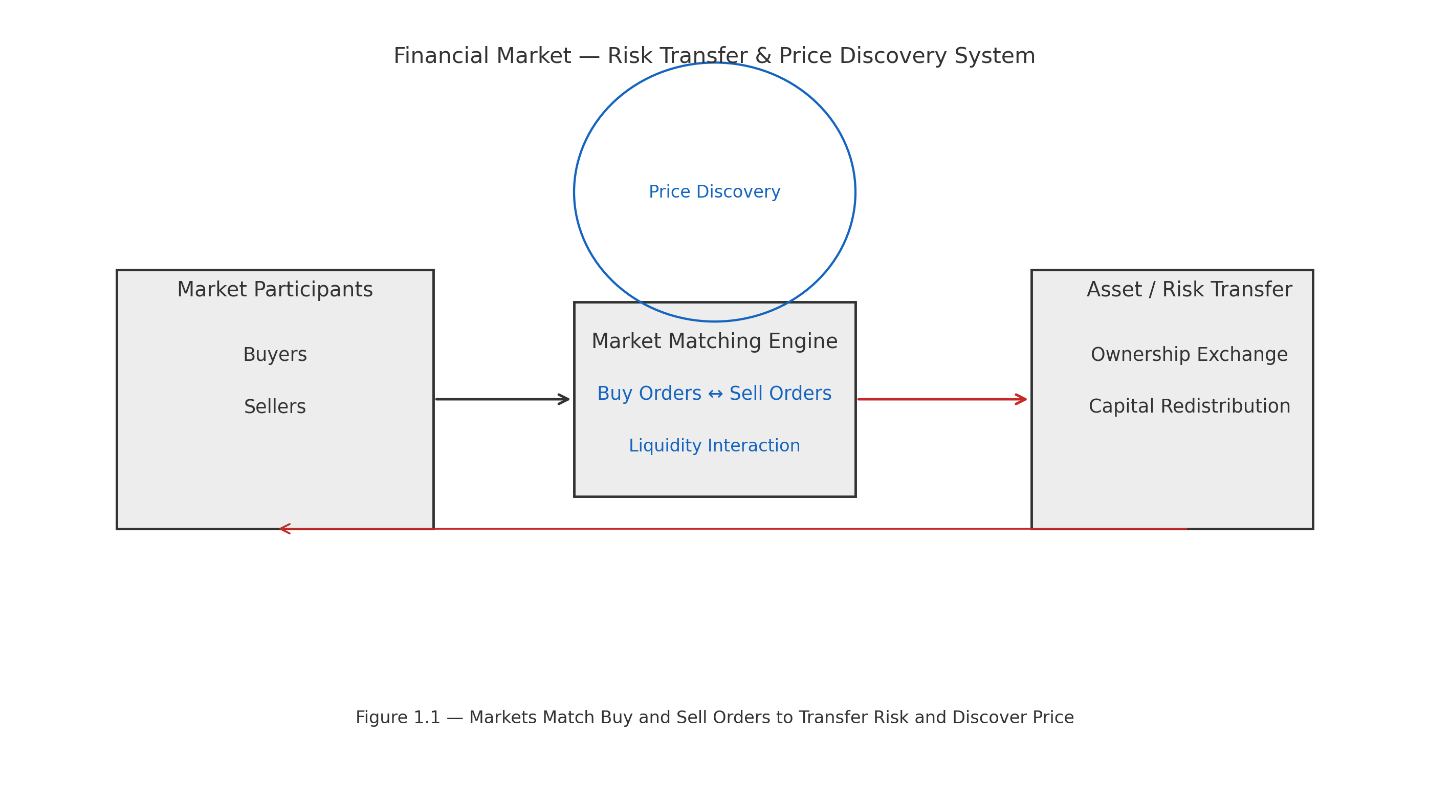 Financial Market — Risk Transfer & Price Discovery System
Price Discovery
Market Participants
Buyers
Sellers
Market Matching Engine
Buy Orders ↔ Sell Orders
Liquidity Interaction
Asset / Risk Transfer
Ownership Exchange
Capital Redistribution
Figure 1.1 — Markets Match Buy and Sell Orders to Transfer Risk and Discover Price